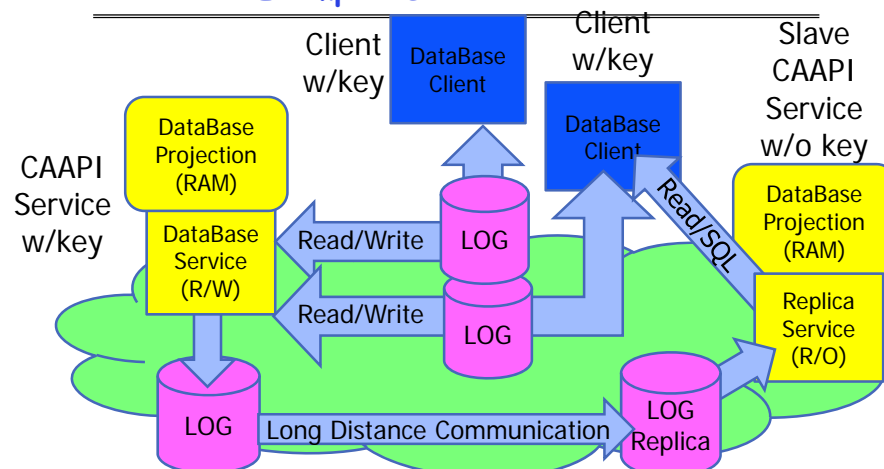 Client
w/key
DataBase
Client
Client
w/key
DataBase
Client
Slave
CAAPI
Service
w/o key
CAAPI
Service
w/key
DataBase
Projection
(RAM)
DataBase
Service
(R/W)
Read/Write
LOG
Read/Write
LOG
Read/SQL
DataBase
Projection
(RAM)
Replica
Service
(R/O)
LOG
Long Distance Communication
LOG
Replica